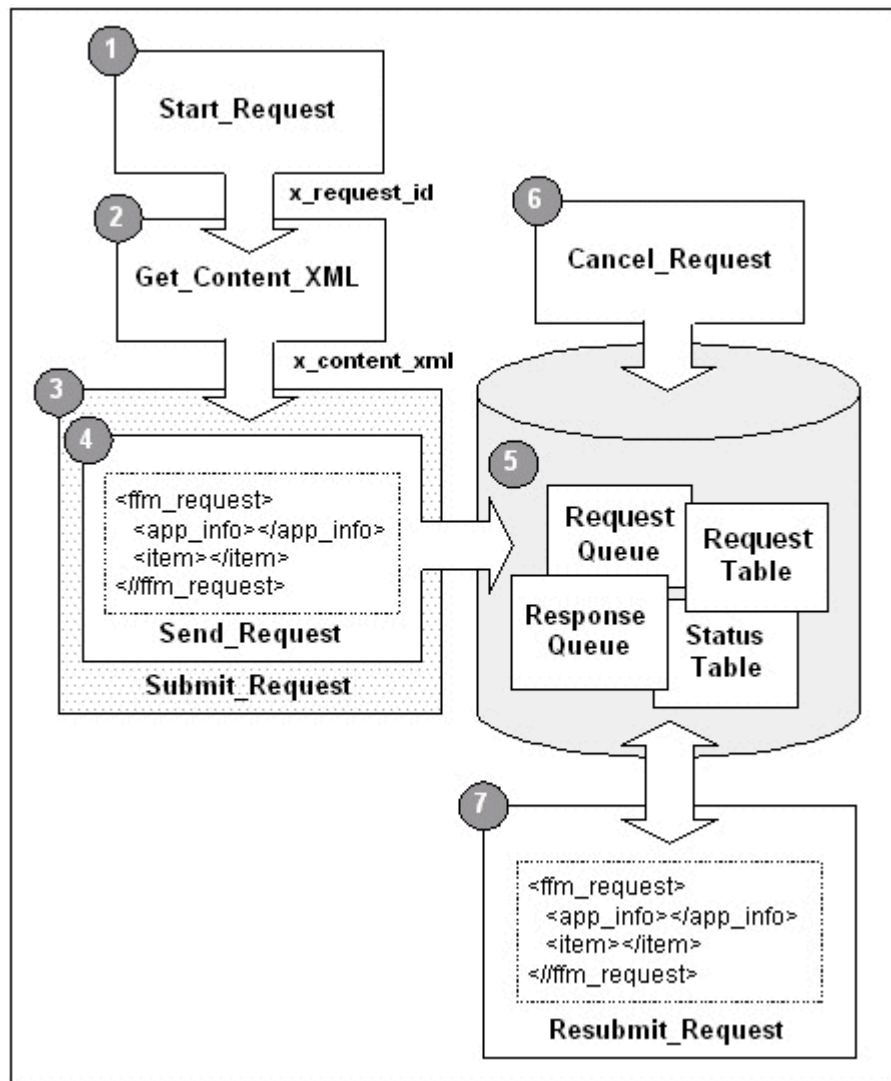 1
Start_Request
x_request_id
2
Get_Content_XML
x_content_xml
3
4
<ffm_request>
<app_info></app_info>
<item></item>
<//ffm_request>
Send_Request
Submit_Request
5
Request
Queue
Request
Table
Response
Queue
Status
Table
6
Cancel_Request
7
<ffm_request>
<app_info></app_info>
<item></item>
<//ffm_request>
Resubmit_Request